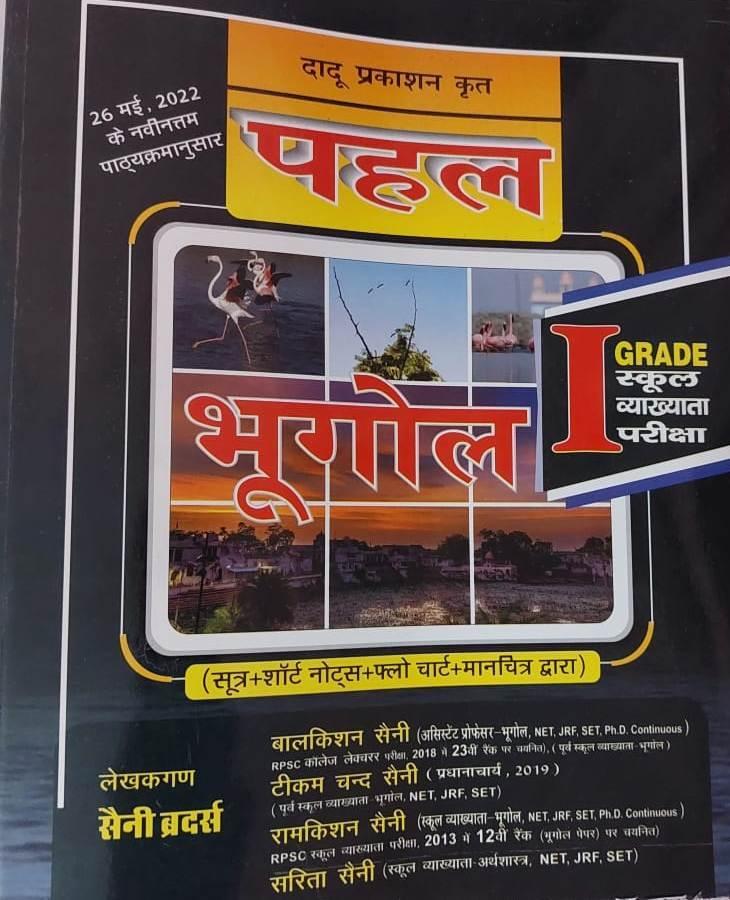 दादू प्रकाशन कृत
26 मई, 2022
के नवीनत्तम
पाठ्यक्रमानुसार
पहल
भूगोल
I GRADE
स्कूल
व्याख्याता
परीक्षा
(सूत्र+शॉर्ट नोट्स+फ्लो चार्ट+मानचित्र द्वारा)
लेखकगण
सैनी ब्रदर्स
बालकिशन सैनी (असिस्टेंट प्रोफेसर-भूगोल, NET, JRF, SET, Ph.D. Continuous)
RPSC कॉलेज लेक्चरर परीक्षा, 2018 में 23वीं रैंक पर चयनित), (पूर्व स्कूल व्याख्याता-भूगोल)
टीकम चन्द सैनी (प्रधानाचार्य, 2019)
(पूर्व स्कूल व्याख्याता-भूगोल, NET, JRF, SET)
रामकिशन सैनी (स्कूल व्याख्याता-भूगोल, NET, JRF, SET, Ph.D. Continuous)
RPSC स्कूल व्याख्याता परीक्षा, 2013 में 12वीं रैंक (भूगोल पेपर) पर चयनित)
सरिता सैनी (स्कूल व्याख्याता-अर्थशास्त्र, NET, JRF, SET)